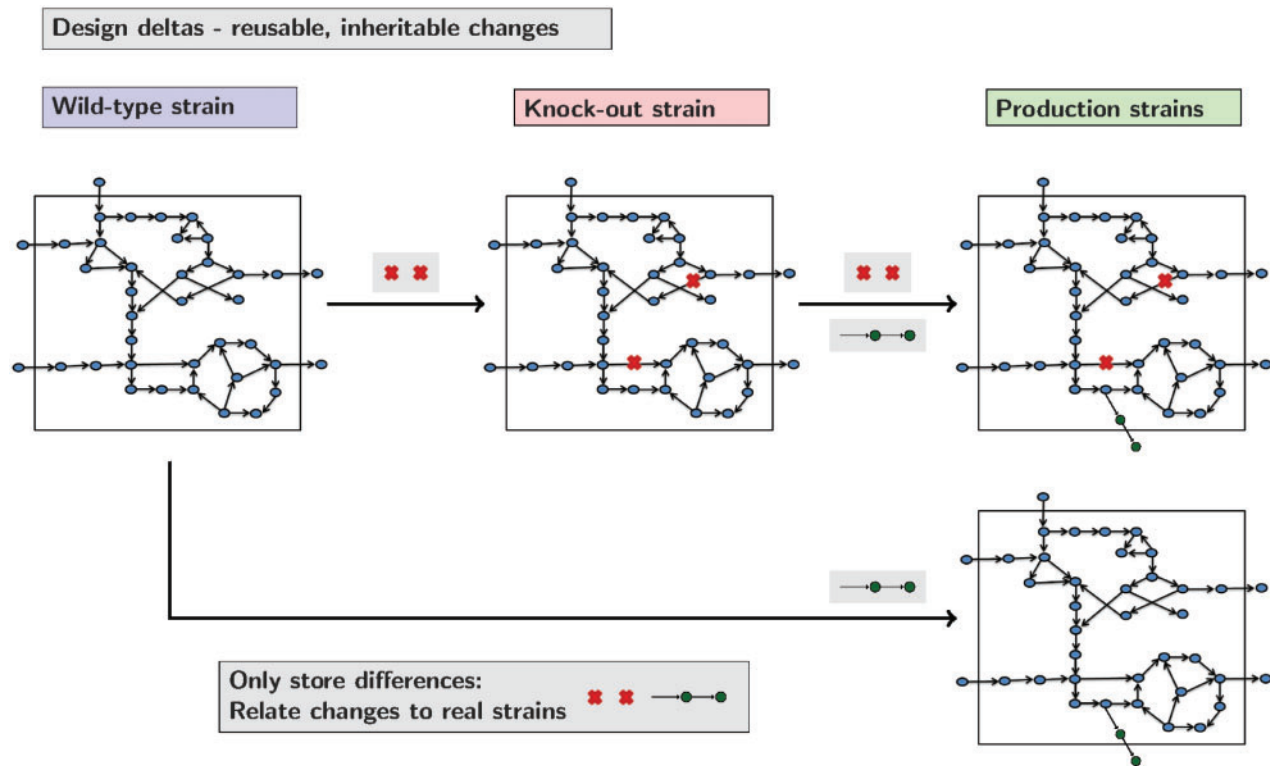 Design deltas - reusable, inheritable changes
Wild-type strain
Knock-out strain
Production strains
Only store differences:
Relate changes to real strains